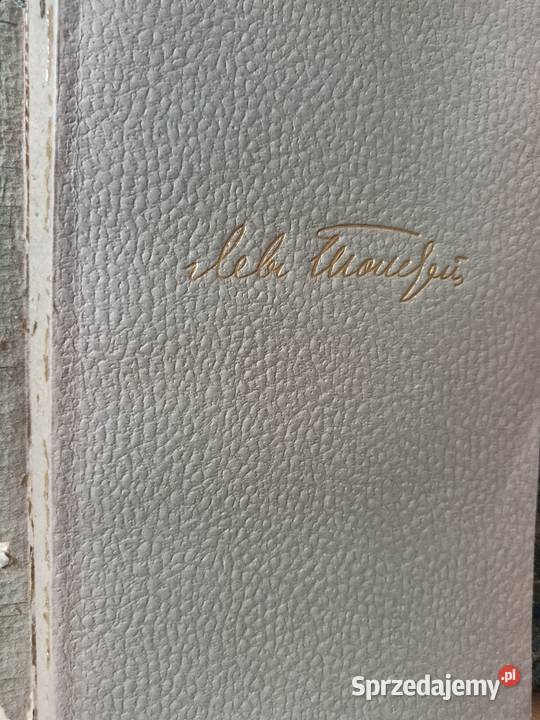 Левъ Толстой
Sprzedajemy.pl